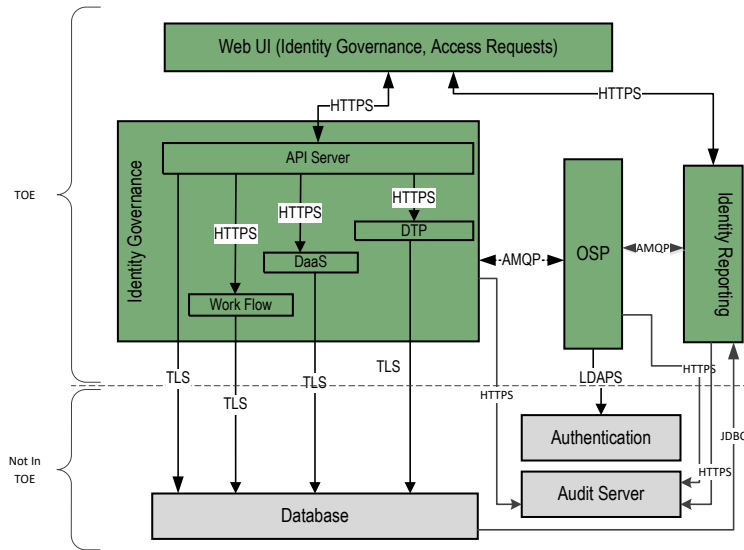 Web UI (Identity Governance, Access Requests)
HTTPS
HTTPS
TOE
Identity Governance
API Server
HTTPS
HTTPS
HTTPS
DTP
DaaS
Work Flow
AMQP
OSP
AMQP
Identity Reporting
TLS
TLS
TLS
TLS
HTTPS
LDAPS
HTTPS
JDBC
Not In
TOE
Authentication
HTTPS
Audit Server
Database